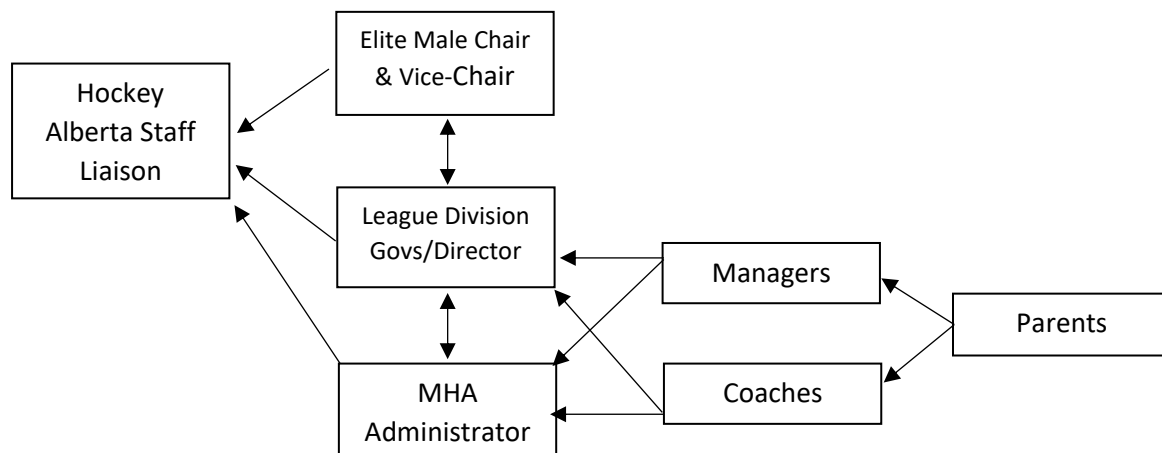 Elite Male Chair
& Vice-Chair
Hockey
Alberta Staff
Liaison
League Division
Govs/Director
Managers
Parents
MHA
Administrator
Coaches